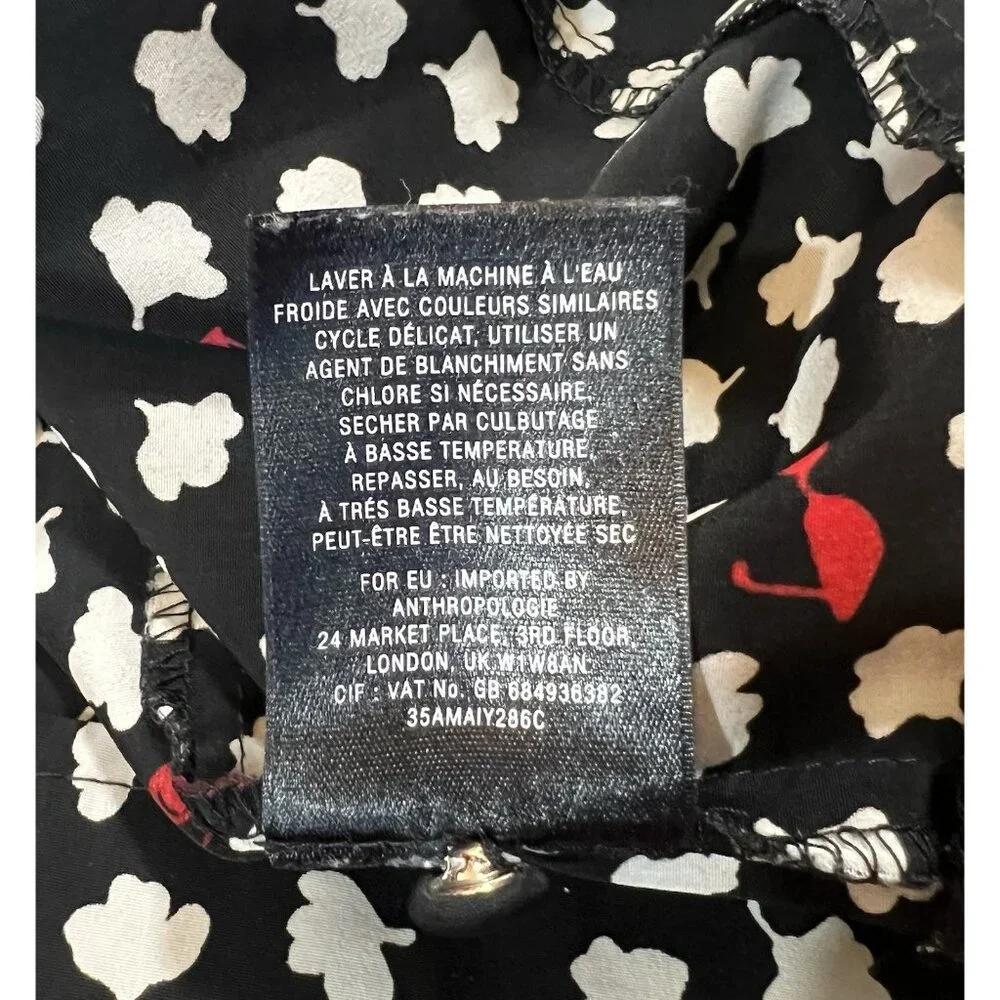 LAVER À LA MACHINE À L'EAU
FROIDE AVEC COULEURS SIMILAIRES
CYCLE DÉLICAT, UTILISER UN
AGENT DE BLANCHIMENT SANS
CHLORE SI NÉCESSAIRE,
SECHER PAR CULBUTAGE
À BASSE TEMPERATURE,
REPASSER, AU BESOIN,
À TRÉS BASSE TEMPÉRATURE.
PEUT-ÊTRE ÊTRE NETTOYÉE SEC
FOR EU : IMPORTED BY
ANTHROPOLOGIE
24 MARKET PLACE, 3RD FLOOR,
LONDON, UK.W1W8AN.
CIF : VAT No. GB 684936982
35AMAIY286C